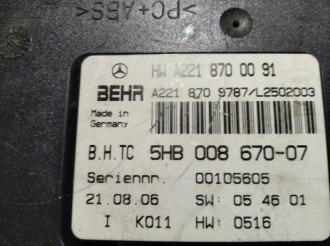 >PC+ABS<
HW A221 870 00 91
BEHR A221 870 9787/L2502003
Made in
Germany
B.H.TC 5HB 008 670-07
Seriennr. 00105605
21.08.06 SW: 05 46 01
I K011 HW: 0516